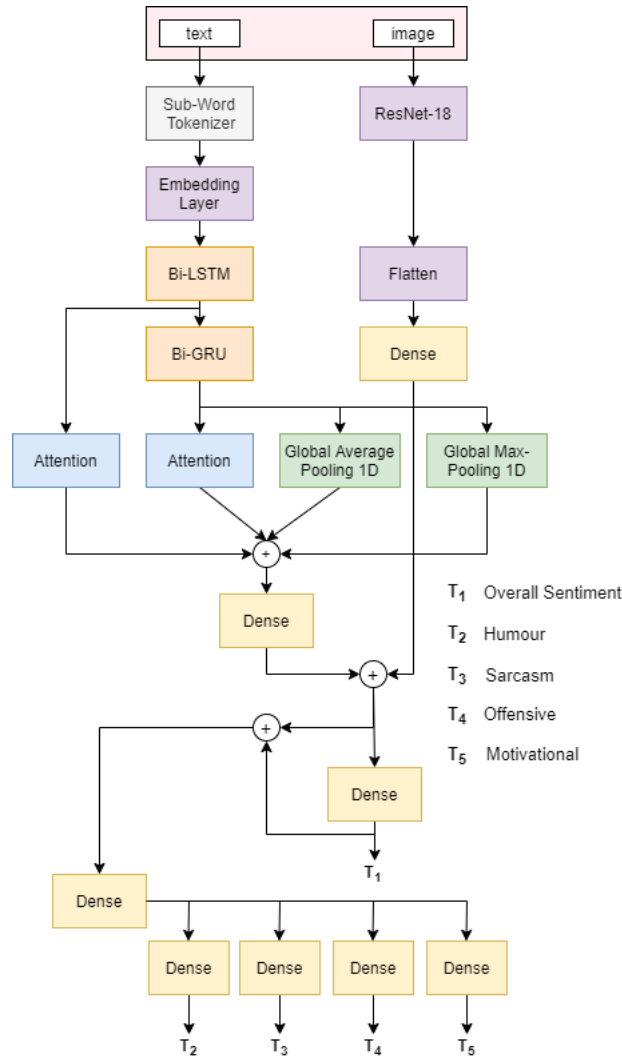 text
image
Sub-Word
Tokenizer
ResNet-18
Embedding
Layer
Bi-LSTM
Flatten
Bi-GRU
Dense
Attention
Attention
Global Average
Pooling 1D
Global Max-
Pooling 1D
+
Dense
+
+
Dense
T1
T1 Overall Sentiment
T2 Humour
T3 Sarcasm
T4 Offensive
T5 Motivational
Dense
Dense
Dense
Dense
Dense
T2
T3
T4
T5